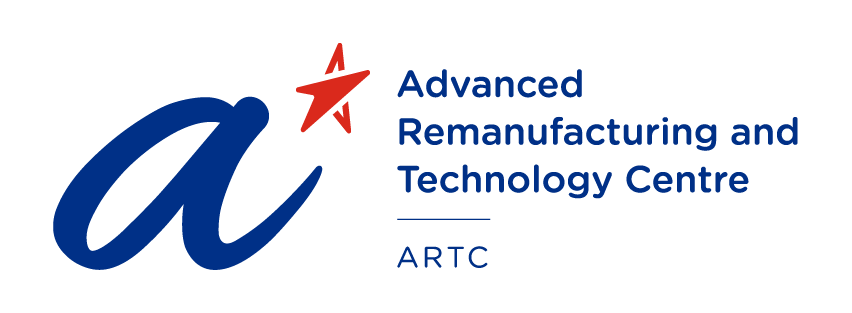 a
Advanced
Remanufacturing and
Technology Centre
ARTC